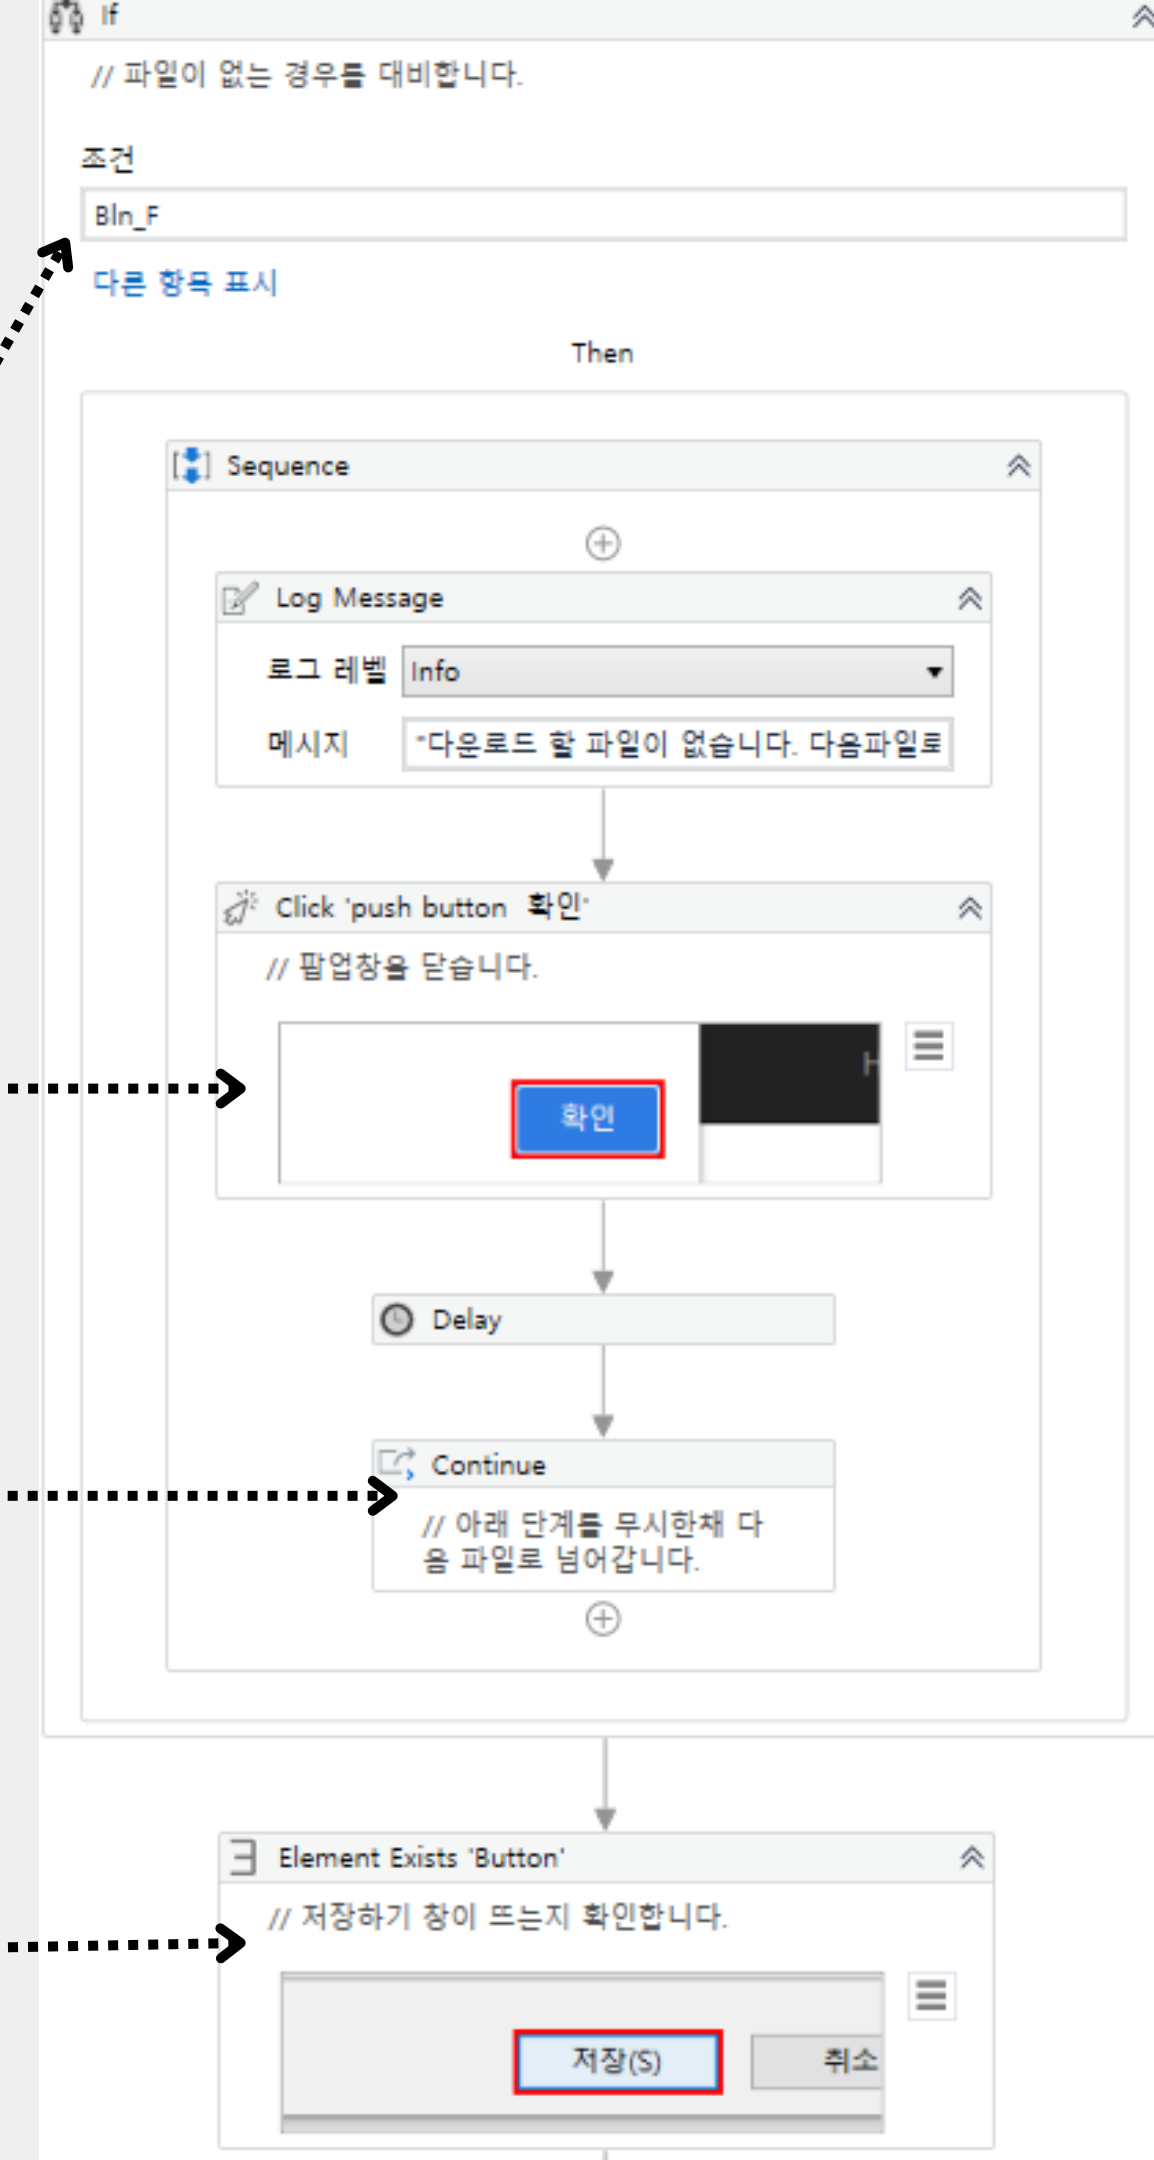 If
// 파일이 없는 경우를 대비합니다.
조건
Bln_F
다른 항목 표시
Then
Sequence
Log Message
로그 레벨 Info
메시지 "다운로드 할 파일이 없습니다. 다음파일로
Click 'push button 확인'
// 팝업창을 닫습니다.
H
확인
Delay
Continue
// 아래 단계를 무시한채 다
음 파일로 넘어갑니다.
Element Exists 'Button'
// 저장하기 창이 뜨는지 확인합니다.
저장(S) 취소